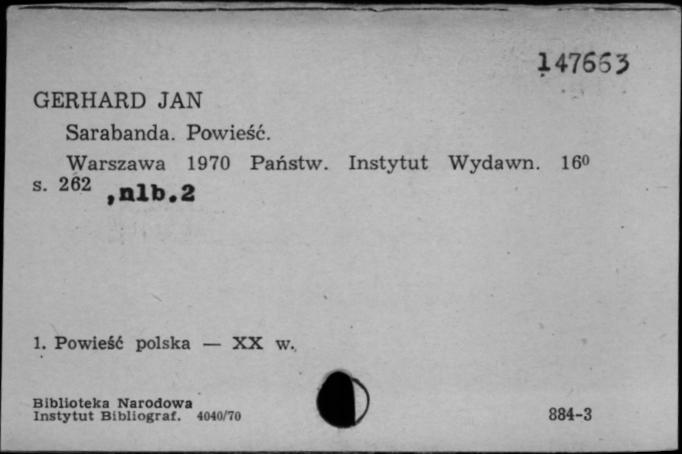 147663
GERHARD JAN
Sarabanda. Powieść.
Warszawa 1970 Państw. Instytut Wydawn. 16⁰
s. 262 ,nlb.2
1. Powieść polska — XX w.
Biblioteka Narodowa
Instytut Bibliograf. 4040/70
884-3